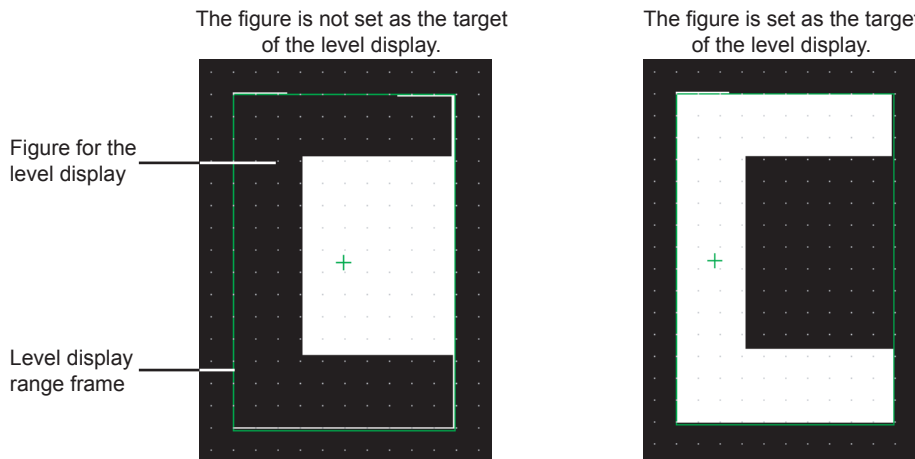 The figure is not set as the target
of the level display.
The figure is set as the target
of the level display.
Figure for the
level display
Level display
range frame